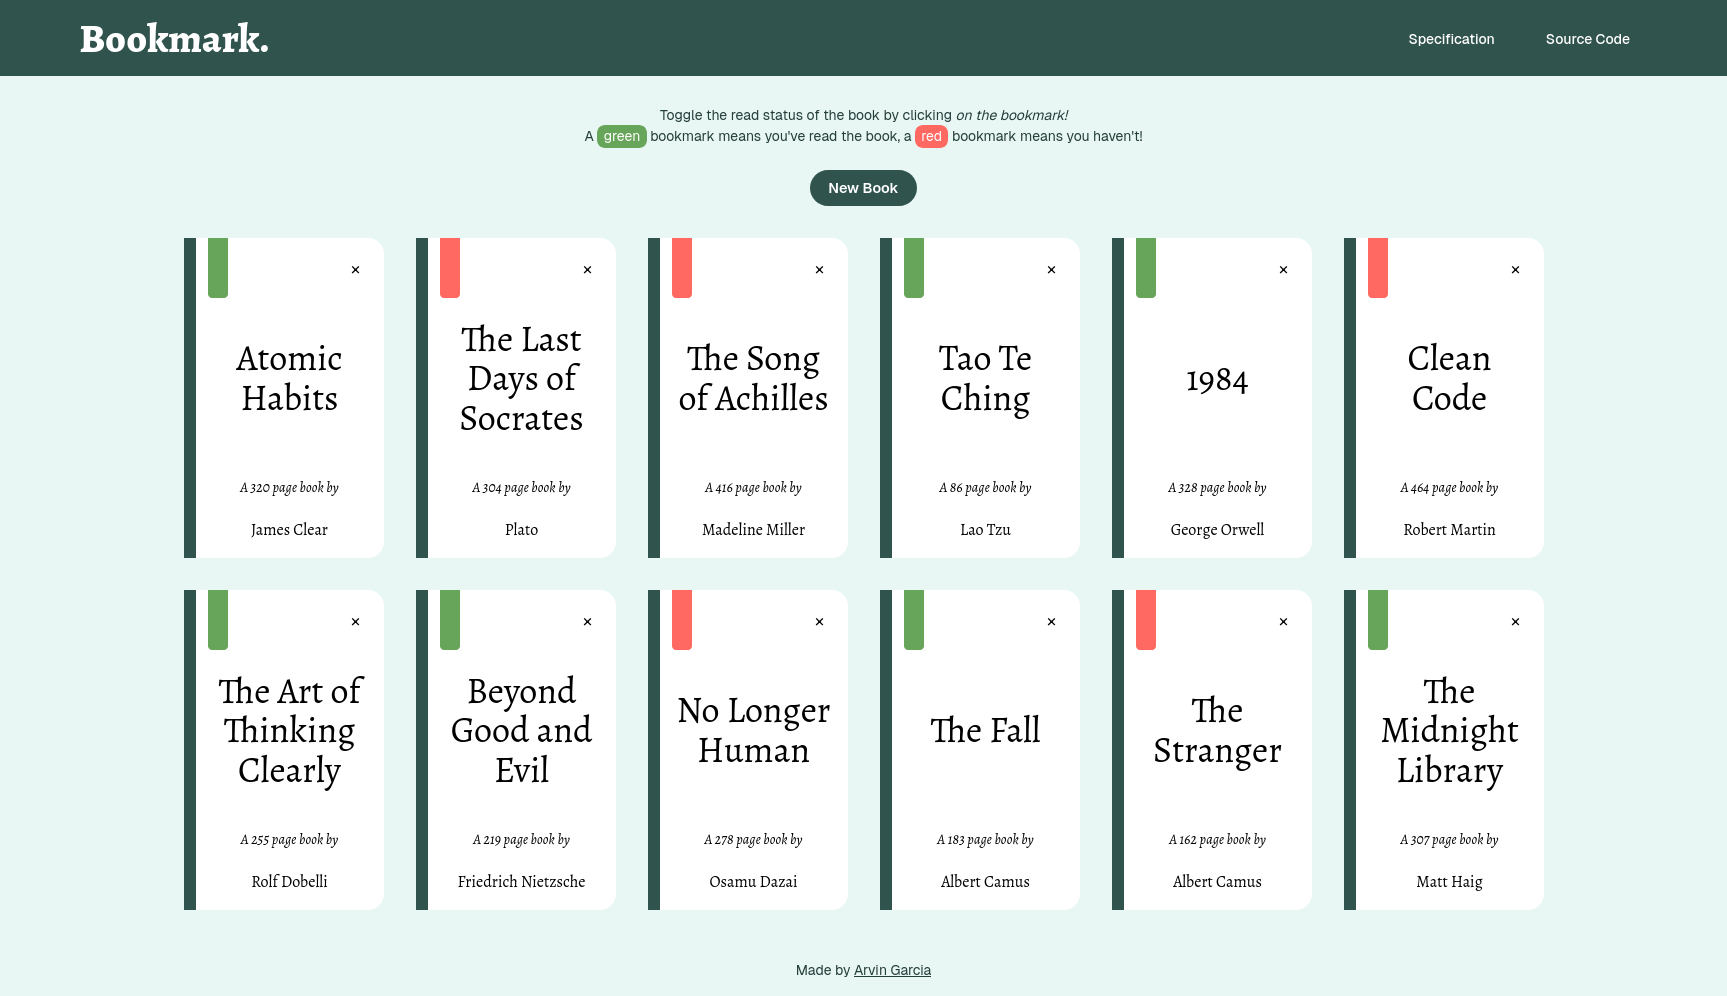 Bookmark.
Specification
Source Code
Toggle the read status of the book by clicking on the bookmark!
A green bookmark means you've read the book, a red bookmark means you haven't!
New Book
×
Atomic
Habits
A 320 page book by
James Clear
×
The Last
Days of
Socrates
A 304 page book by
Plato
×
The Song
of Achilles
A 416 page book by
Madeline Miller
×
Tao Te
Ching
A 86 page book by
Lao Tzu
×
1984
A 328 page book by
George Orwell
×
Clean
Code
A 464 page book by
Robert Martin
×
The Art of
Thinking
Clearly
A 255 page book by
Rolf Dobelli
×
Beyond
Good and
Evil
A 219 page book by
Friedrich Nietzsche
×
No Longer
Human
A 278 page book by
Osamu Dazai
×
The Fall
A 183 page book by
Albert Camus
×
The
Stranger
A 162 page book by
Albert Camus
×
The
Midnight
Library
A 307 page book by
Matt Haig
Made by Arvin Garcia